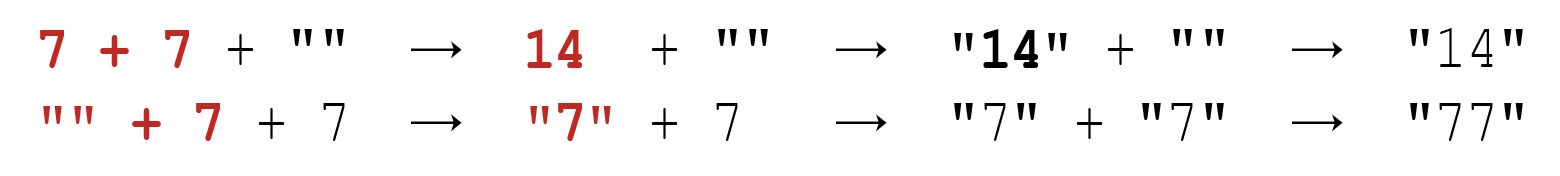 7 + 7 + "" → 14 + "" → "14" + "" → "14"
"" + 7 + 7 → "7" + 7 → "7" + "7" → "77"